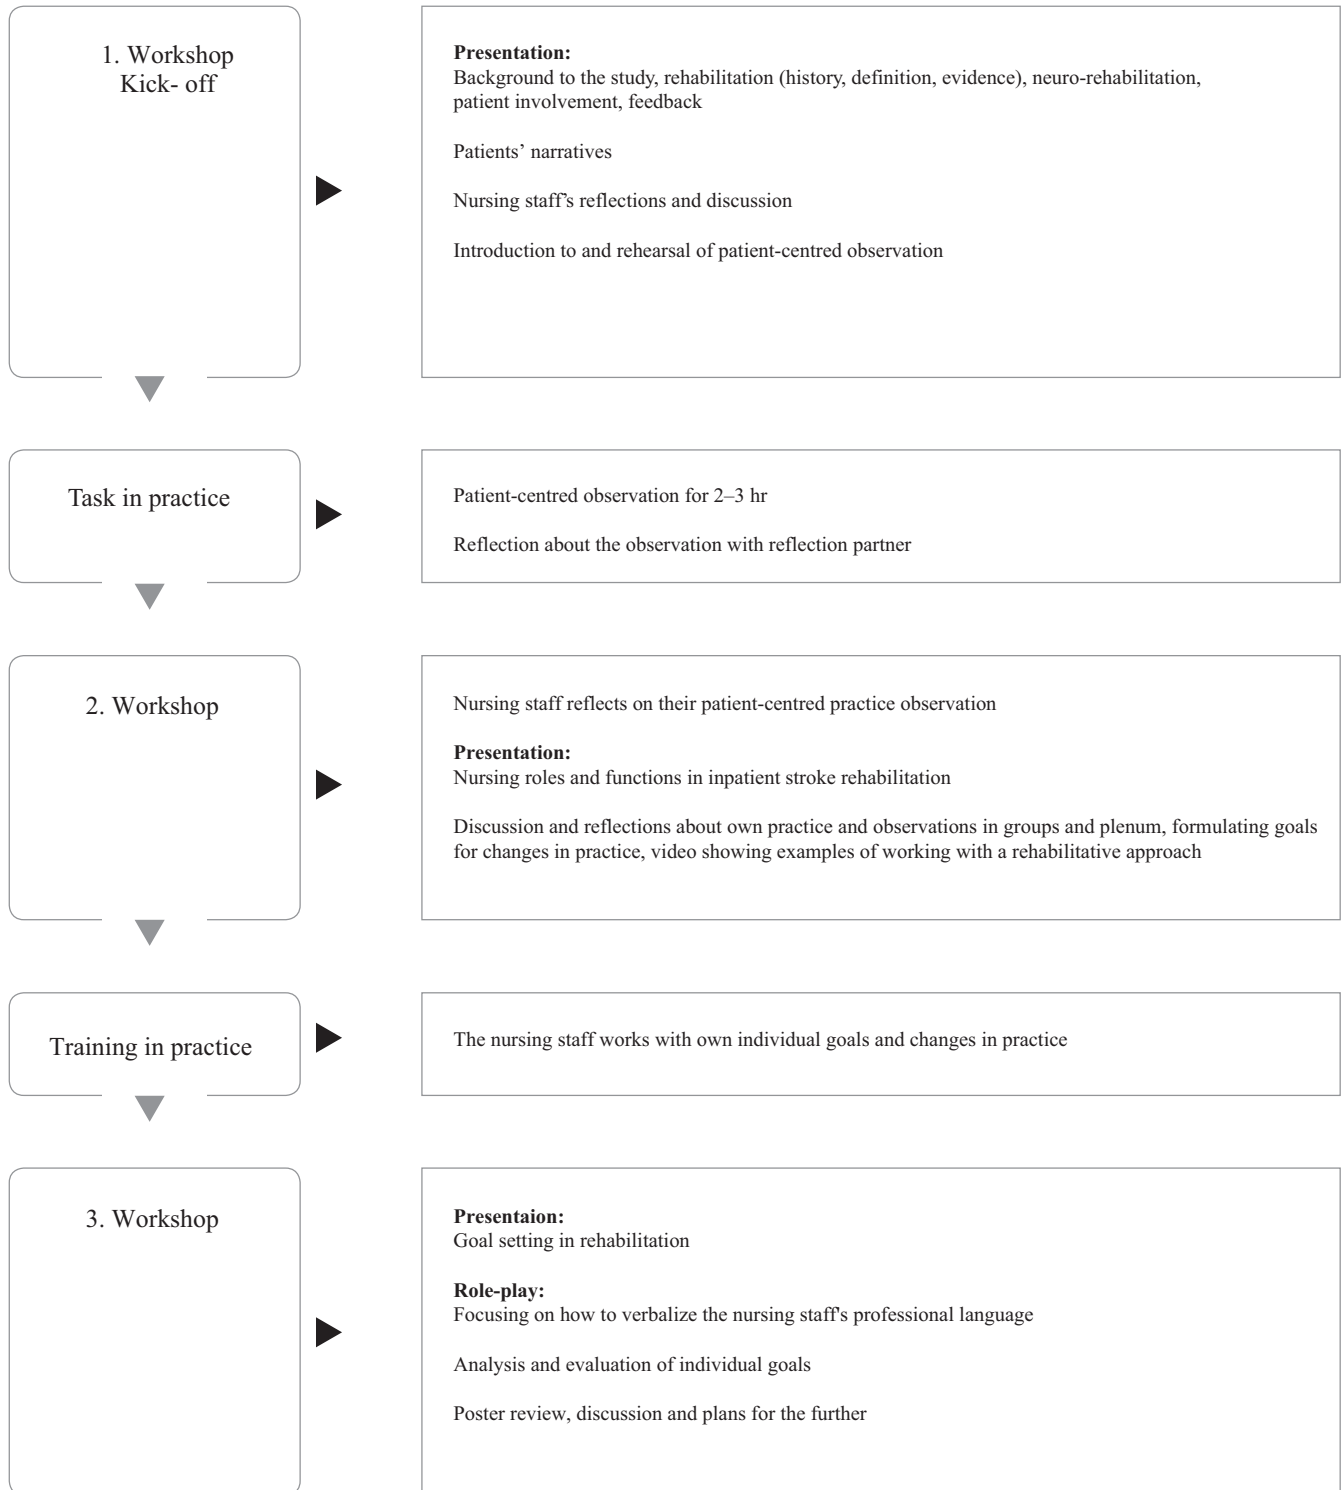 1. Workshop
Kick- off
Presentation:
Background to the study, rehabilitation (history, definition, evidence), neuro-rehabilitation,
patient involvement, feedback
Patients’ narratives
Nursing staff’s reflections and discussion
Introduction to and rehearsal of patient-centred observation
Task in practice
Patient-centred observation for 2–3 hr
Reflection about the observation with reflection partner
2. Workshop
Nursing staff reflects on their patient-centred practice observation
Presentation:
Nursing roles and functions in inpatient stroke rehabilitation
Discussion and reflections about own practice and observations in groups and plenum, formulating goals
for changes in practice, video showing examples of working with a rehabilitative approach
Training in practice
The nursing staff works with own individual goals and changes in practice
3. Workshop
Presentaion:
Goal setting in rehabilitation
Role-play:
Focusing on how to verbalize the nursing staff's professional language
Analysis and evaluation of individual goals
Poster review, discussion and plans for the further